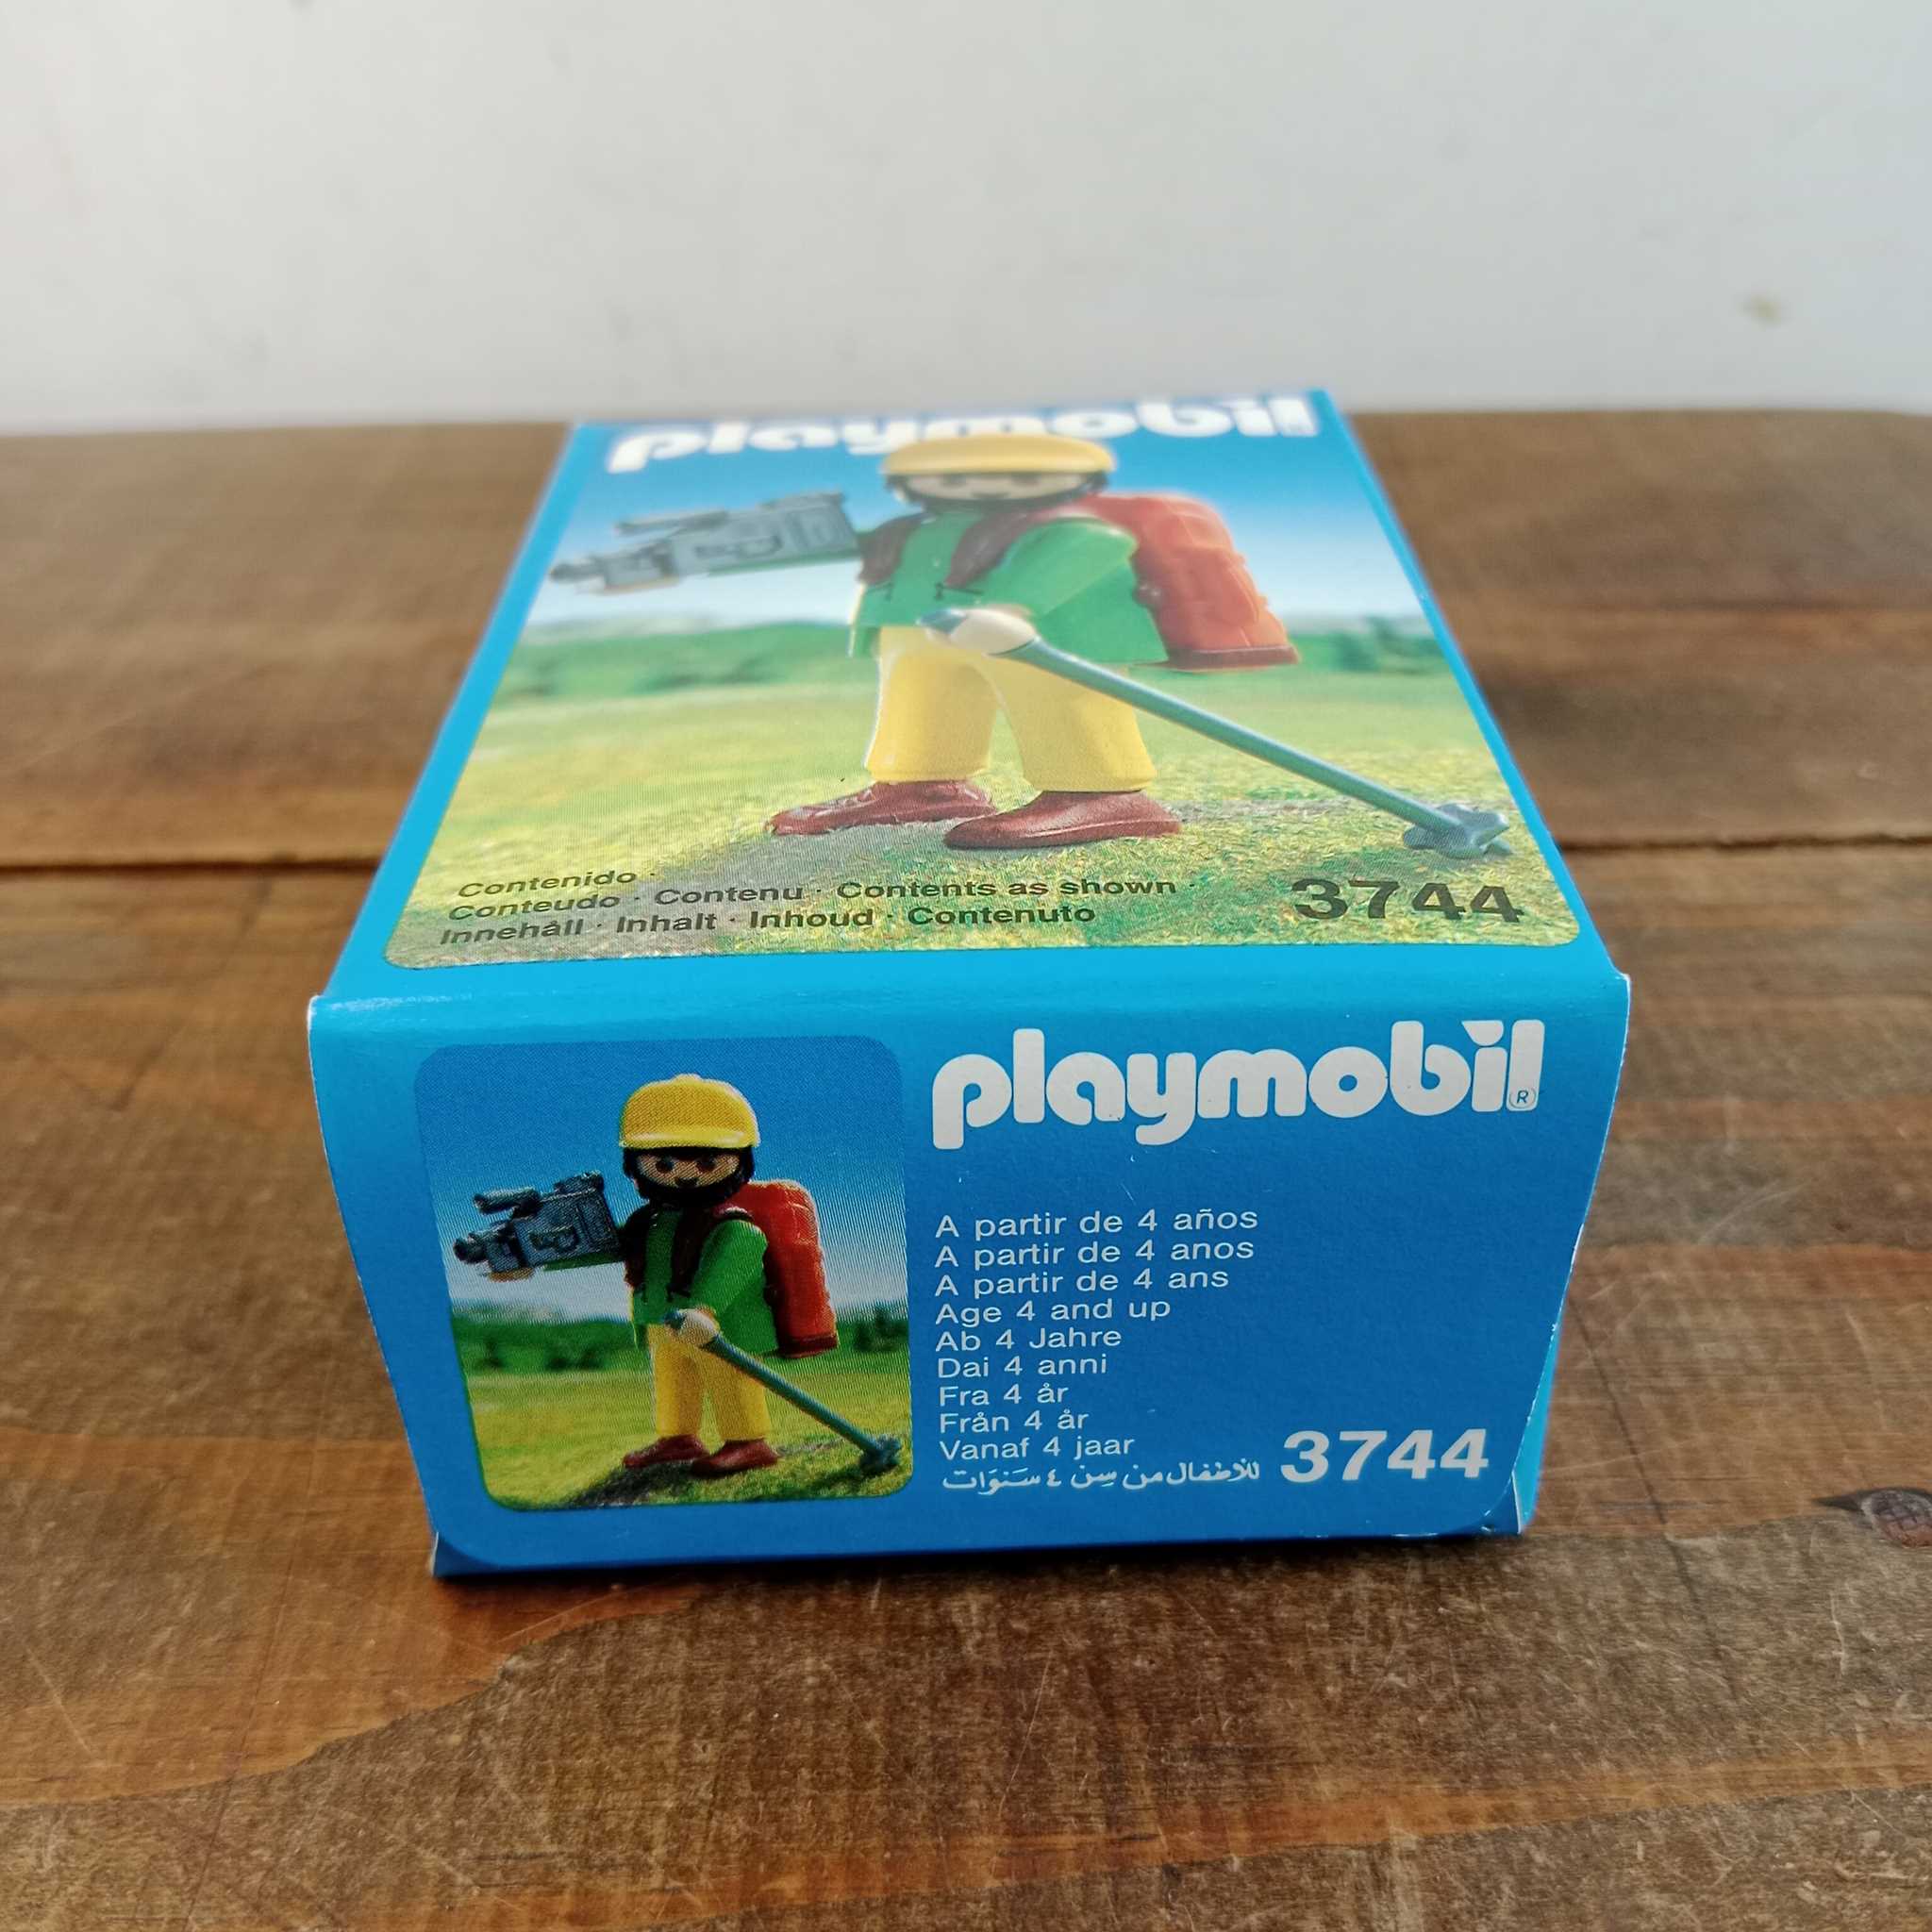 playmobil
Contenido ·
Conteudo · Contenu · Contents as shown ·
Innehåll · Inhalt · Inhoud · Contenuto
3744
playmobil®
A partir de 4 años
A partir de 4 anos
A partir de 4 ans
Age 4 and up
Ab 4 Jahre
Dai 4 anni
Fra 4 år
Från 4 år
Vanaf 4 jaar
للأطفال من سِن ٤ سَنوَات
3744